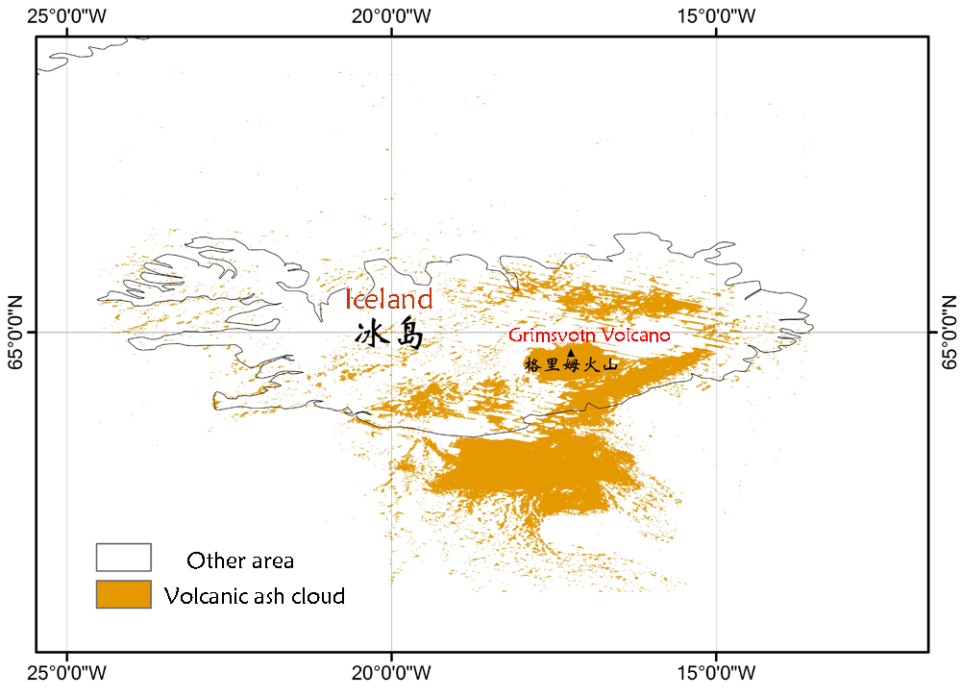 25°0'0"W 20°0'0"W 15°0'0"W
65°0'0"N
65°0'0"N
Iceland
冰岛
Grimsvotn Volcano
格里姆火山
Other area
Volcanic ash cloud
25°0'0"W 20°0'0"W 15°0'0"W